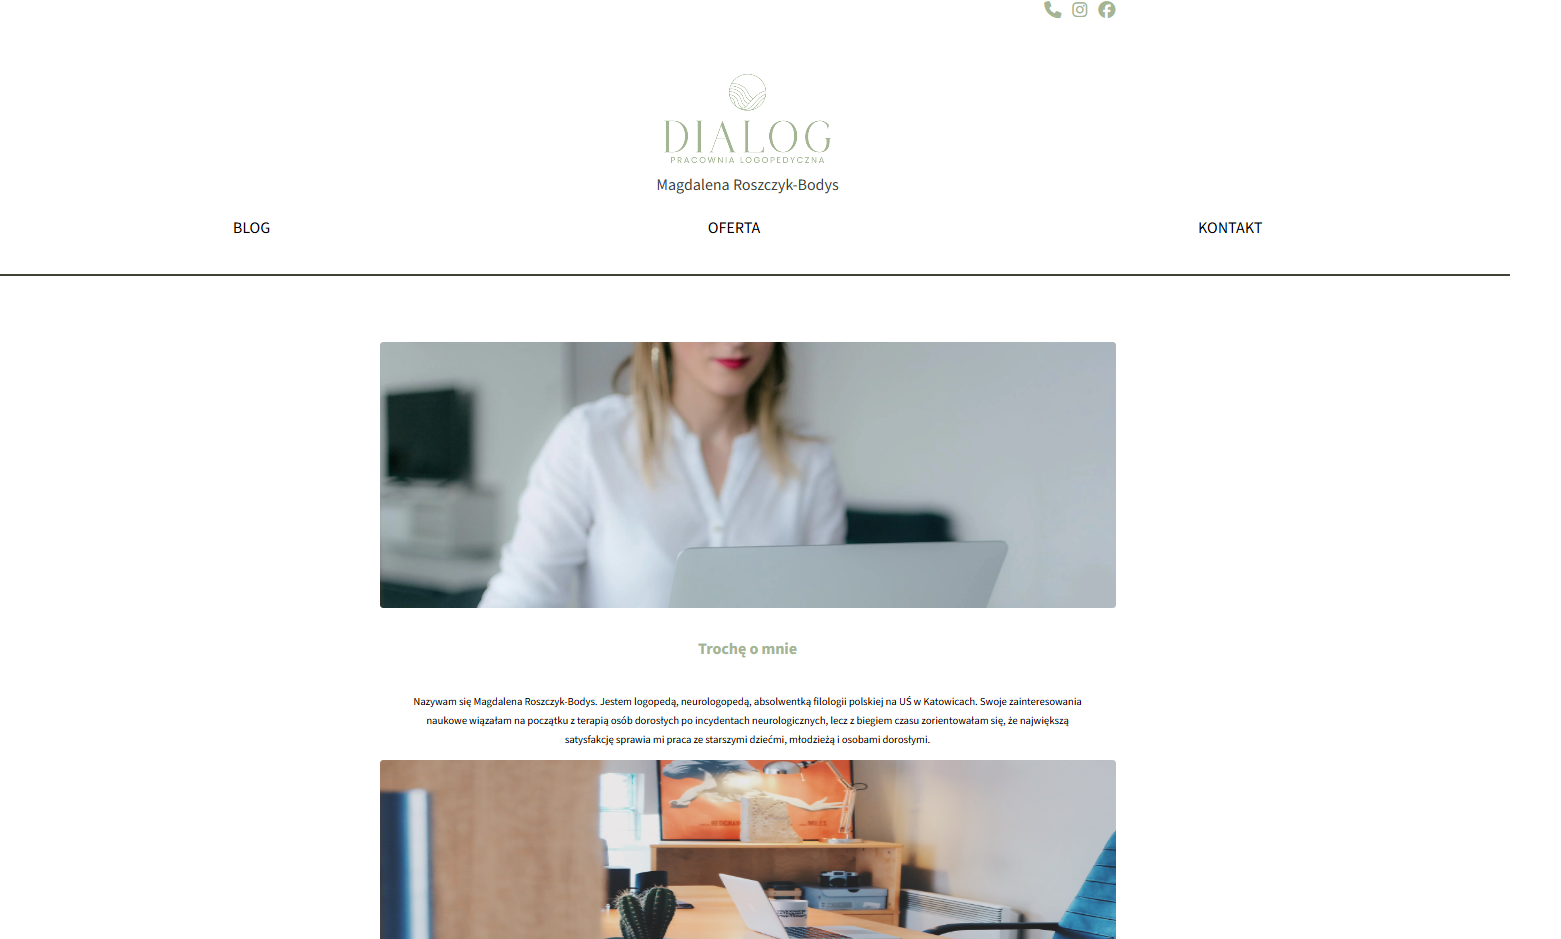 DIALOG
PRACOWNIA LOGOPEDYCZNA
Magdalena Roszczyk-Bodys
BLOG
OFERTA
KONTAKT
Trochę o mnie
Nazywam się Magdalena Roszczyk-Bodys. Jestem logopedą, neurologopedą, absolwentką filologii polskiej na UŚ w Katowicach. Swoje zainteresowania
naukowe wiązałam na początku z terapią osób dorosłych po incydentach neurologicznych, lecz z biegiem czasu zorientowałam się, że największą
satysfakcję sprawia mi praca ze starszymi dziećmi, młodzieżą i osobami dorosłymi.